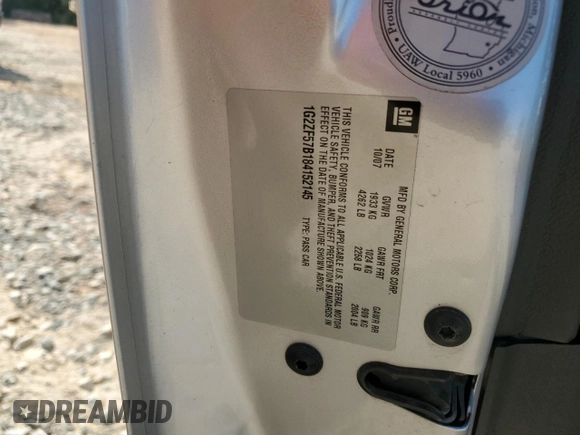 GM
MFD BY GENERAL MOTORS CORP.
DATE GVWR GAWR FRT GAWR RR
10/07 1933 KG 1024 KG 909 KG
4262 LB 2258 LB 2004 LB
THIS VEHICLE CONFORMS TO ALL APPLICABLE U.S. FEDERAL MOTOR
VEHICLE SAFETY, BUMPER, AND THEFT PREVENTION STANDARDS IN
EFFECT ON THE DATE OF MANUFACTURE SHOWN ABOVE.
1G2ZF57B184152145 TYPE: PASS CAR
Michigan
UAW Local 5960
DREAMBID